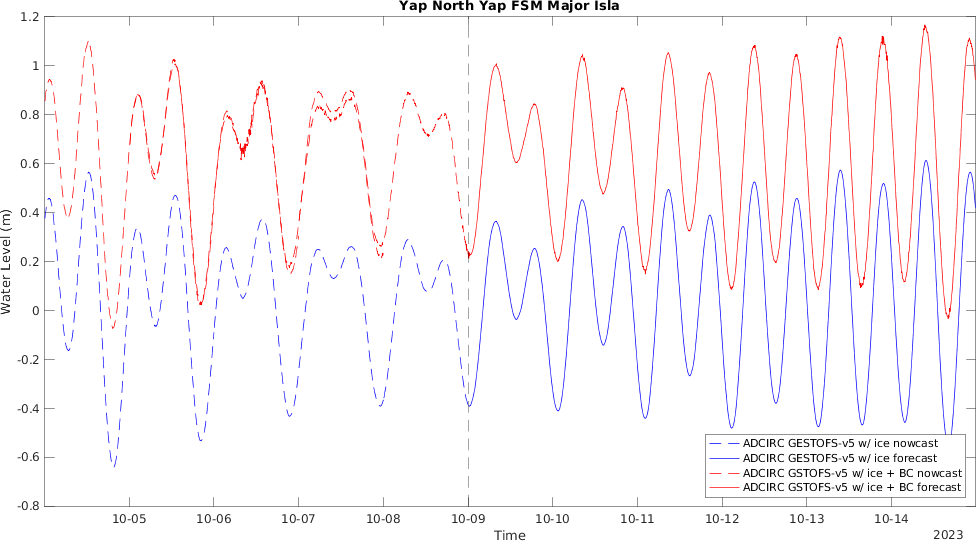 Yap North Yap FSM Major Isla
1.2
1
0.8
0.6
0.4
0.2
0
-0.2
-0.4
-0.6
-0.8
Water Level (m)
ADCIRC GESTOFS-v5 w/ ice nowcast
ADCIRC GESTOFS-v5 w/ ice forecast
ADCIRC GSTOFS-v5 w/ ice + BC nowcast
ADCIRC GSTOFS-v5 w/ ice + BC forecast
10-05 10-06 10-07 10-08 10-09 10-10 10-11 10-12 10-13 10-14
Time
2023